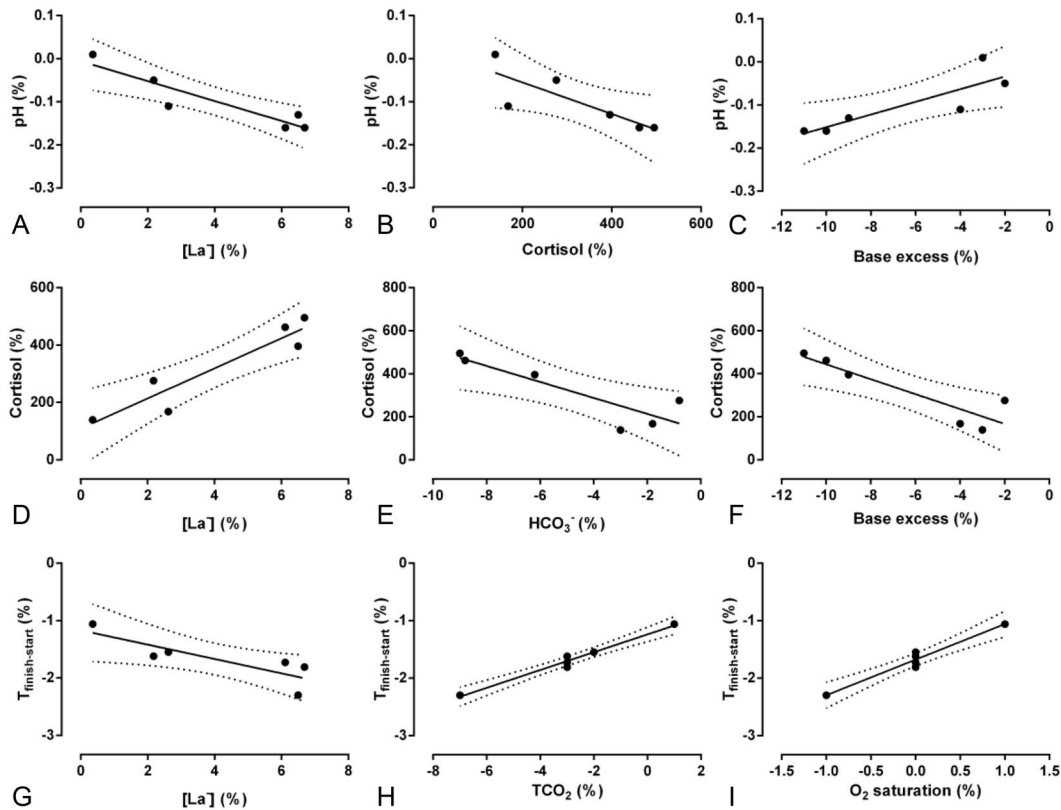 0.1
0.0
-0.1
-0.2
-0.3
pH (%)
0 2 4 6 8
A
[La-] (%)
0.1
0.0
-0.1
-0.2
-0.3
pH (%)
0 200 400 600
B
Cortisol (%)
0.1
0.0
-0.1
-0.2
-0.3
pH (%)
-12 -10 -8 -6 -4 -2 0
C
Base excess (%)
600
400
200
0
Cortisol (%)
0 2 4 6 8
D
[La-] (%)
800
600
400
200
0
Cortisol (%)
-10 -8 -6 -4 -2 0
E
HCO₃⁻ (%)
800
600
400
200
0
Cortisol (%)
-12 -10 -8 -6 -4 -2 0
F
Base excess (%)
0
-1
-2
-3
Tfinish-start (%)
0 2 4 6 8
G
[La-] (%)
0
-1
-2
-3
Tfinish-start (%)
-8 -6 -4 -2 0 2
H
TCO₂ (%)
0
-1
-2
-3
Tfinish-start (%)
-1.5 -1.0 -0.5 0.0 0.5 1.0 1.5
I
O₂ saturation (%)